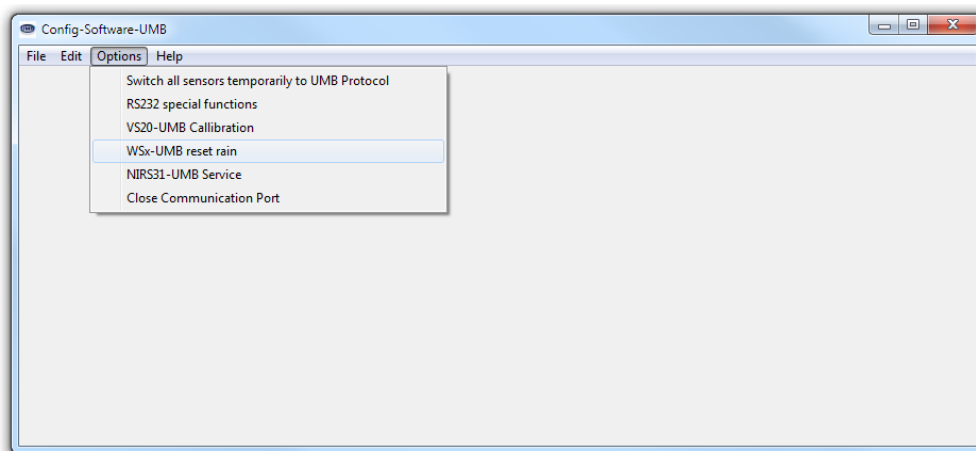 Config-Software-UMB
File Edit Options Help
Switch all sensors temporarily to UMB Protocol
RS232 special functions
VS20-UMB Callibration
WSx-UMB reset rain
NIRS31-UMB Service
Close Communication Port